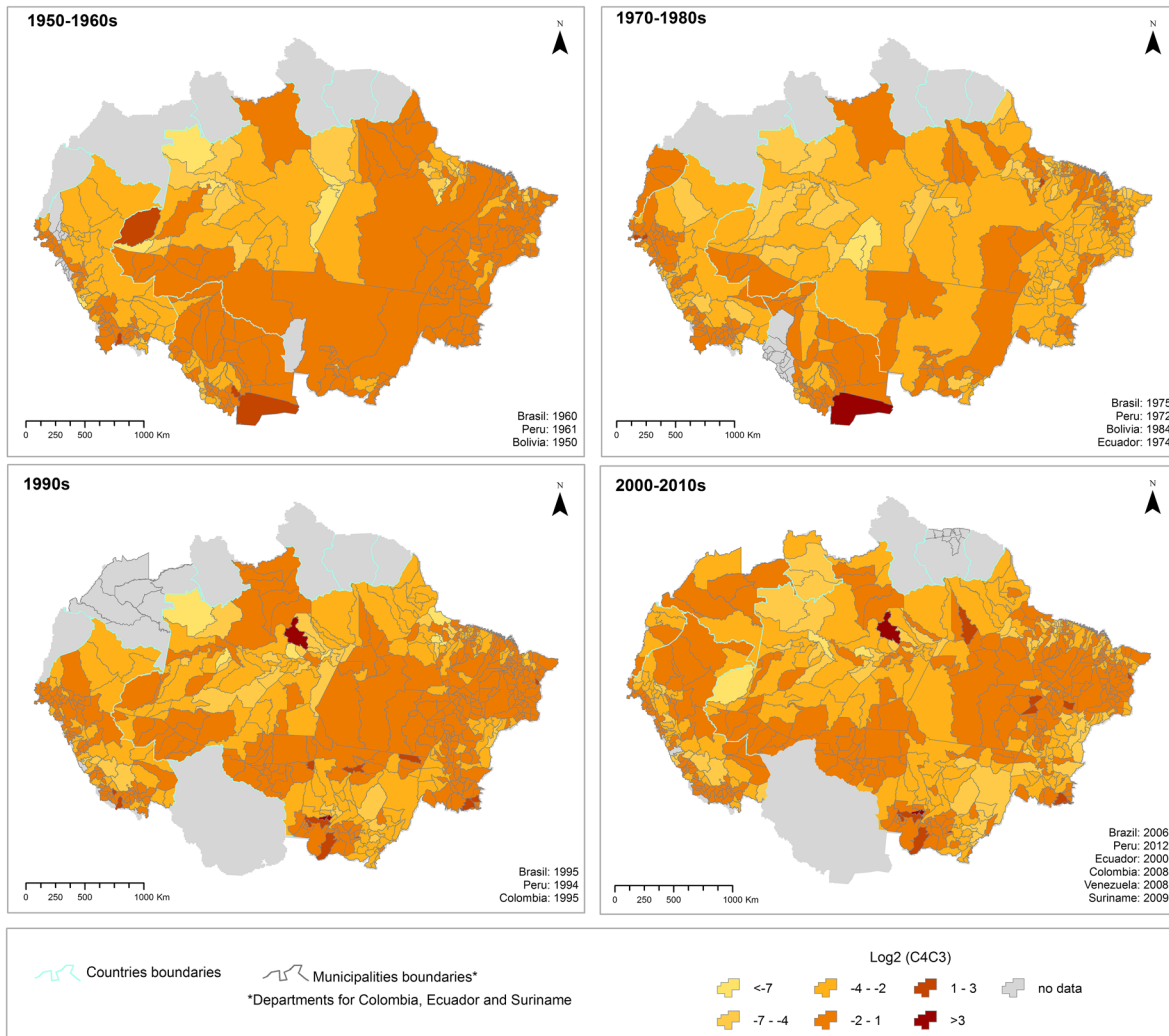 1950-1960s
N
0 250 500 1000 Km
Brasil: 1960
Peru: 1961
Bolivia: 1950
1970-1980s
N
0 250 500 1000 Km
Brasil: 1975
Peru: 1972
Bolivia: 1984
Ecuador: 1974
1990s
N
0 250 500 1000 Km
Brasil: 1995
Peru: 1994
Colombia: 1995
2000-2010s
N
0 250 500 1000 Km
Brazil: 2006
Peru: 2012
Ecuador: 2000
Colombia: 2008
Venezuela: 2008
Suriname: 2009
Countries boundaries
Municipalities boundaries*
*Departments for Colombia, Ecuador and Suriname
Log2 (C4C3)
<-7
-4 - -2
1 - 3
no data
-7 - -4
-2 - 1
>3